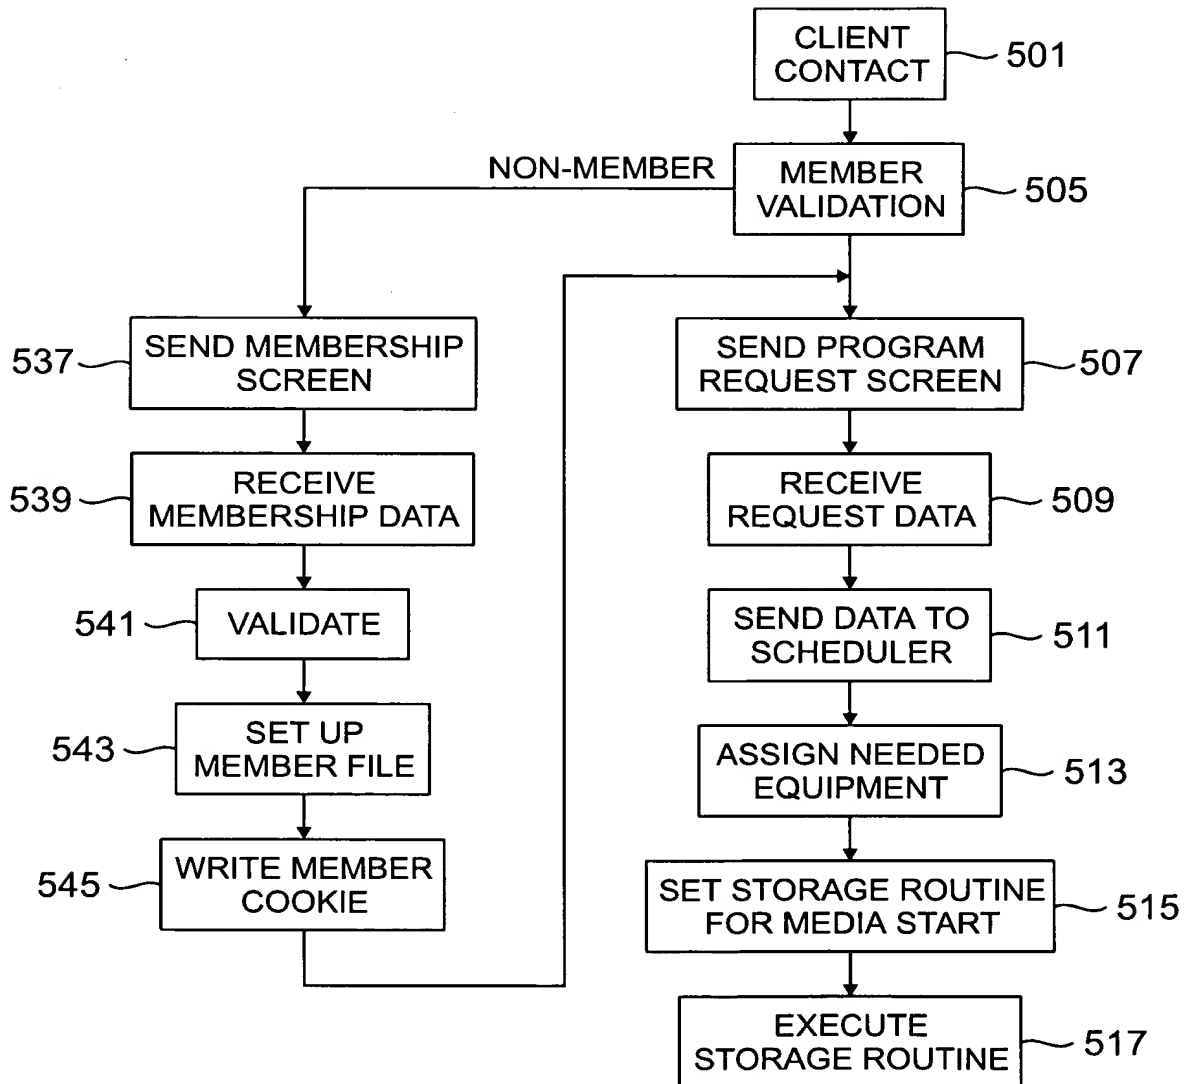 CLIENT
CONTACT
501
NON-MEMBER
MEMBER
VALIDATION
505
537
SEND MEMBERSHIP
SCREEN
SEND PROGRAM
REQUEST SCREEN
507
539
RECEIVE
MEMBERSHIP DATA
RECEIVE
REQUEST DATA
509
541
VALIDATE
SEND DATA TO
SCHEDULER
511
543
SET UP
MEMBER FILE
ASSIGN NEEDED
EQUIPMENT
513
545
WRITE MEMBER
COOKIE
SET STORAGE ROUTINE
FOR MEDIA START
515
EXECUTE
STORAGE ROUTINE
517